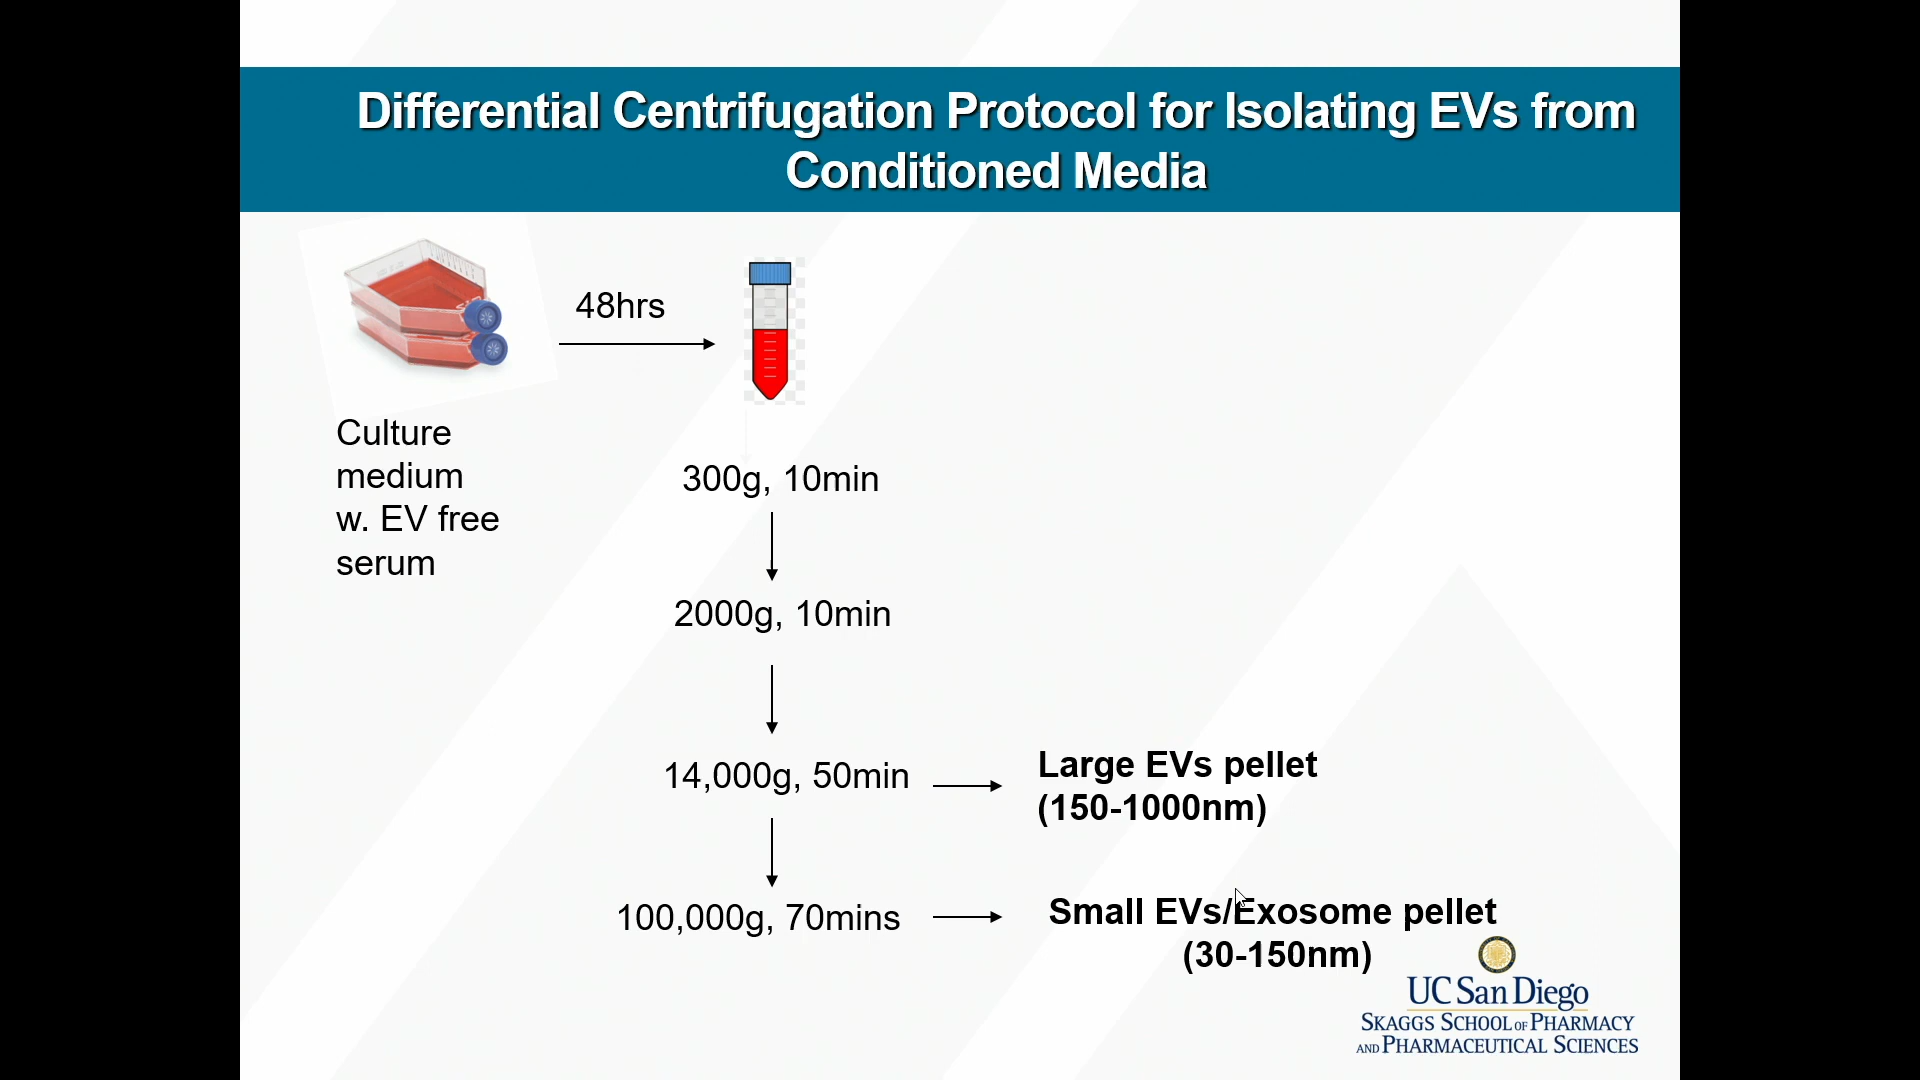 Differential Centrifugation Protocol for Isolating EVs from
Conditioned Media
48hrs
Culture
medium
w. EV free
serum
300g, 10min
2000g, 10min
14,000g, 50min
Large EVs pellet
(150-1000nm)
100,000g, 70mins
Small EVs/Exosome pellet
(30-150nm)
UC San Diego
SKAGGS SCHOOL OF PHARMACY
AND PHARMACEUTICAL SCIENCES